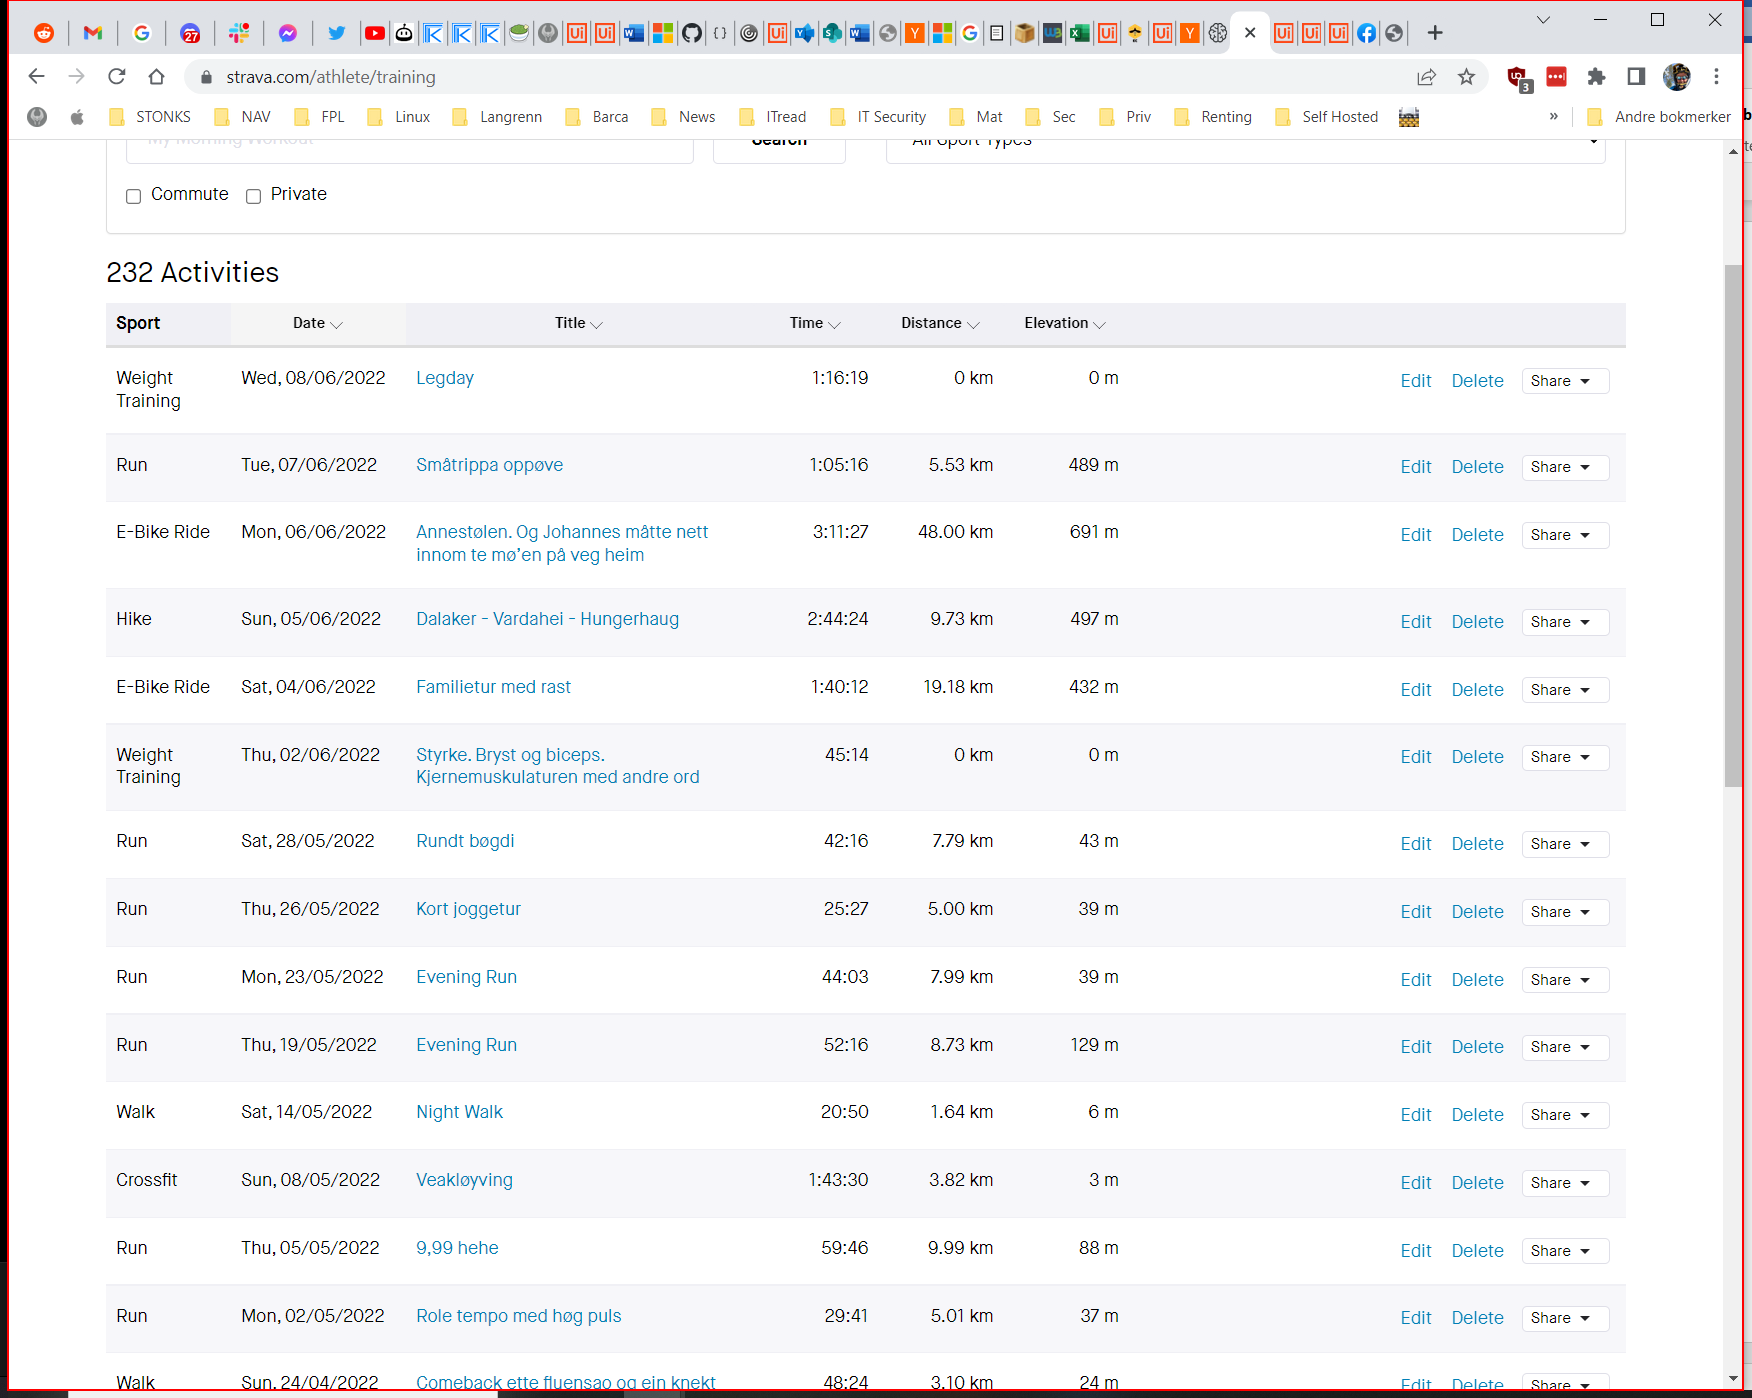 27
strava.com/athlete/training
3
STONKS NAV FPL Linux Langrenn Barca News ITread IT Security Mat Sec Priv Renting Self Hosted » Andre bokmerker
My Morning Workout Search All Sport Types
Commute Private
232 Activities
Sport Date Title Time Distance Elevation
Weight Training Wed, 08/06/2022 Legday 1:16:19 0 km 0 m Edit Delete Share
Run Tue, 07/06/2022 Småtrippa oppøve 1:05:16 5.53 km 489 m Edit Delete Share
E-Bike Ride Mon, 06/06/2022 Annestølen. Og Johannes måtte nett innom te mø'en på veg heim 3:11:27 48.00 km 691 m Edit Delete Share
Hike Sun, 05/06/2022 Dalaker - Vardahei - Hungerhaug 2:44:24 9.73 km 497 m Edit Delete Share
E-Bike Ride Sat, 04/06/2022 Familietur med rast 1:40:12 19.18 km 432 m Edit Delete Share
Weight Training Thu, 02/06/2022 Styrke. Bryst og biceps. Kjernemuskulaturen med andre ord 45:14 0 km 0 m Edit Delete Share
Run Sat, 28/05/2022 Rundt bøgdi 42:16 7.79 km 43 m Edit Delete Share
Run Thu, 26/05/2022 Kort joggetur 25:27 5.00 km 39 m Edit Delete Share
Run Mon, 23/05/2022 Evening Run 44:03 7.99 km 39 m Edit Delete Share
Run Thu, 19/05/2022 Evening Run 52:16 8.73 km 129 m Edit Delete Share
Walk Sat, 14/05/2022 Night Walk 20:50 1.64 km 6 m Edit Delete Share
Crossfit Sun, 08/05/2022 Veakløyving 1:43:30 3.82 km 3 m Edit Delete Share
Run Thu, 05/05/2022 9,99 hehe 59:46 9.99 km 88 m Edit Delete Share
Run Mon, 02/05/2022 Role tempo med høg puls 29:41 5.01 km 37 m Edit Delete Share
Walk Sun, 24/04/2022 Comeback ette fluensao og ein knekt 48:24 3.10 km 24 m Edit Delete Share